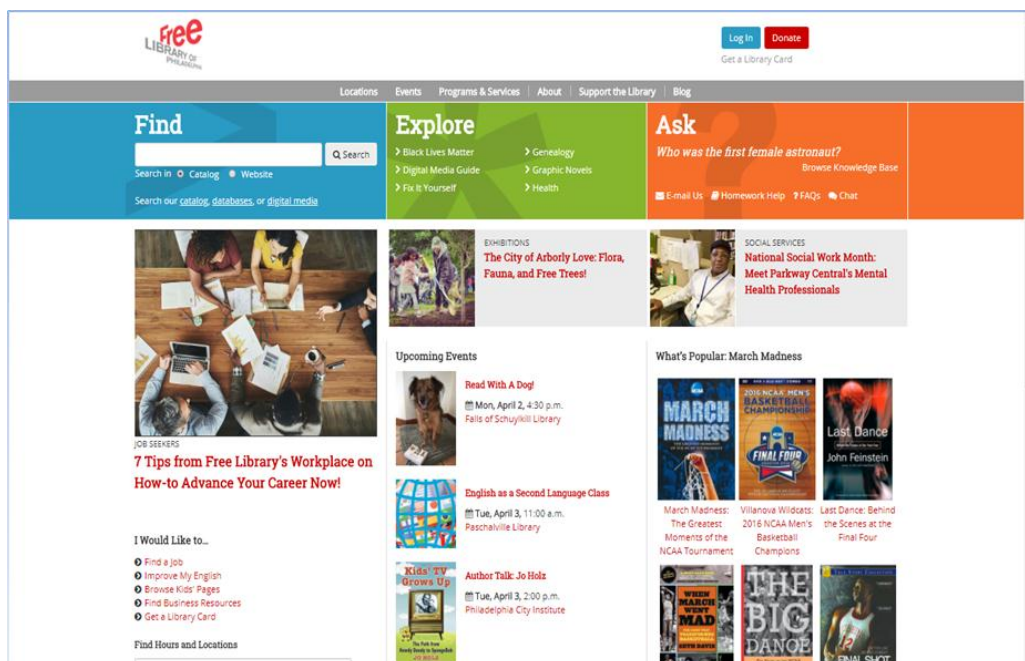 Free
LIBRARY OF
PHILADELPHIA
Log In Donate
Get a Library Card
Locations Events Programs & Services About Support the Library Blog
Find
Search
Search in Catalog Website
Search our catalog, databases, or digital media
Explore
Black Lives Matter
Digital Media Guide
Fix It Yourself
Genealogy
Graphic Novels
Health
Ask
Who was the first female astronaut?
Browse Knowledge Base
E-mail Us Homework Help ? FAQs Chat
JOB SEEKERS
7 Tips from Free Library's Workplace on
How-to Advance Your Career Now!
I Would Like to...
Find a Job
Improve My English
Browse Kids' Pages
Find Business Resources
Get a Library Card
Find Hours and Locations
EXHIBITIONS
The City of Arborly Love: Flora,
Fauna, and Free Trees!
SOCIAL SERVICES
National Social Work Month:
Meet Parkway Central's Mental
Health Professionals
Upcoming Events
Read With A Dog!
Mon, April 2, 4:30 p.m.
Falls of Schuylkill Library
English as a Second Language Class
Tue, April 3, 11:00 a.m.
Paschalville Library
Kids' TV
Grows Up
The Path from
Howdy Doody to SpongeBob
JO HOLZ
Author Talk: Jo Holz
Tue, April 3, 2:00 p.m.
Philadelphia City Institute
What's Popular: March Madness
MARCH
MADNESS
2016 NCAA MEN'S
BASKETBALL
CHAMPIONSHIP
FINAL FOUR
Last Dance
John Feinstein
March Madness:
The Greatest
Moments of the
NCAA Tournament
Villanova Wildcats:
2016 NCAA Men's
Basketball
Champions
Last Dance: Behind
the Scenes at the
Final Four
WHEN
MARCH
WENT
MAD
SETH DAVIS
THE
BIG
DANCE
FINAL SHOT